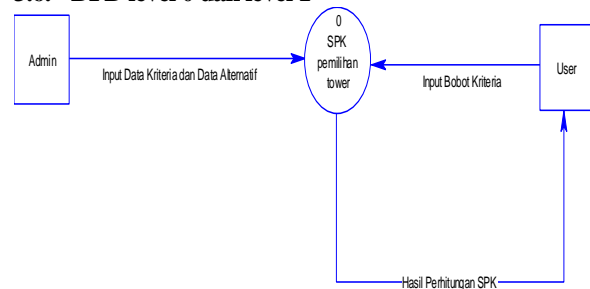 0
SPK
pemilihan
tower
Admin
User
Input Data Kriteria dan Data Alternatif
Input Bobot Kriteria
Hasil Perhitungan SPK